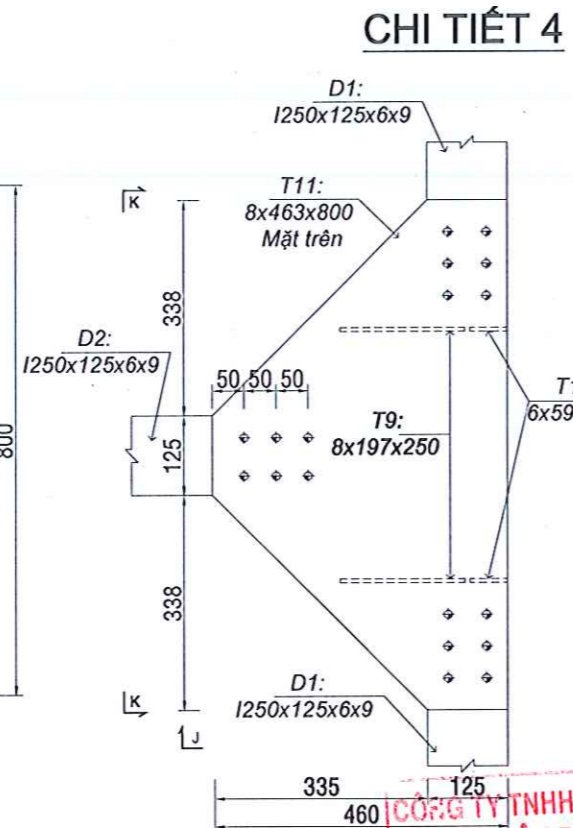 CHI TIẾT 4
D1:
I250x125x6x9
T11:
8x463x800
Mặt trên
K
338
D2:
I250x125x6x9
50 50 50
800
125
T9:
8x197x250
338
K
J
D1:
I250x125x6x9
335
125
460
CÔNG TY TNHH